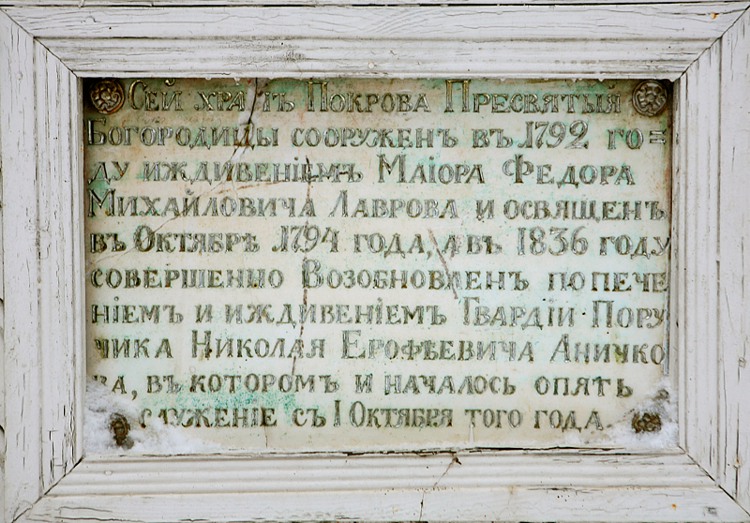 Сей храмъ Покрова Пресвятыя
Богородицы сооруженъ въ 1792 го=
ду иждивеніемъ Маіора Федора
Михайловича Лаврова и освященъ
въ Октябрѣ 1794 года, а въ 1836 году
совершенно Возобновленъ попече
ніемъ и иждивеніемъ Гвардіи Пору
чика Николая Ерофѣевича Аничко
ва, въ которомъ и началось опять
служеніе съ 1 Октября того года.